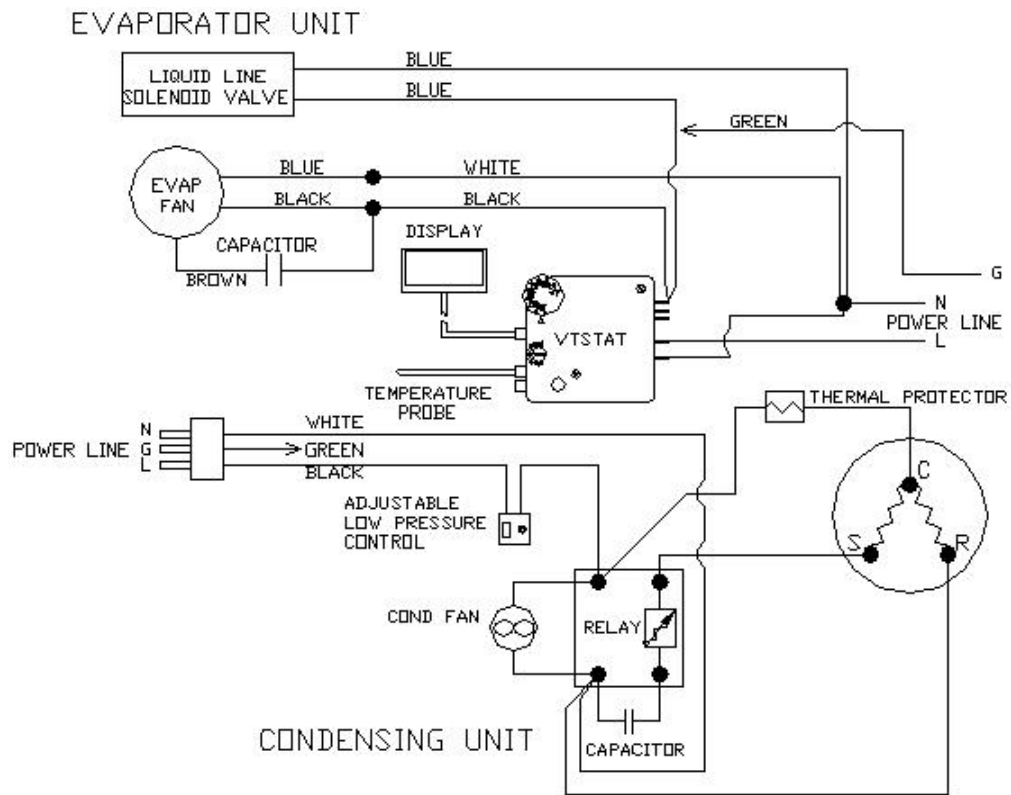 EVAPORATOR UNIT
BLUE
LIQUID LINE
SOLENOID VALVE
BLUE
GREEN
BLUE
WHITE
EVAP
FAN
BLACK
BLACK
CAPACITOR
DISPLAY
BROWN
G
N
POWER LINE
L
VTSTAT
TEMPERATURE
PROBE
THERMAL PROTECTOR
WHITE
N
POWER LINE G
GREEN
L
BLACK
C
ADJUSTABLE
LOW PRESSURE
CONTROL
S
R
COND FAN
RELAY
CONDENSING UNIT
CAPACITOR